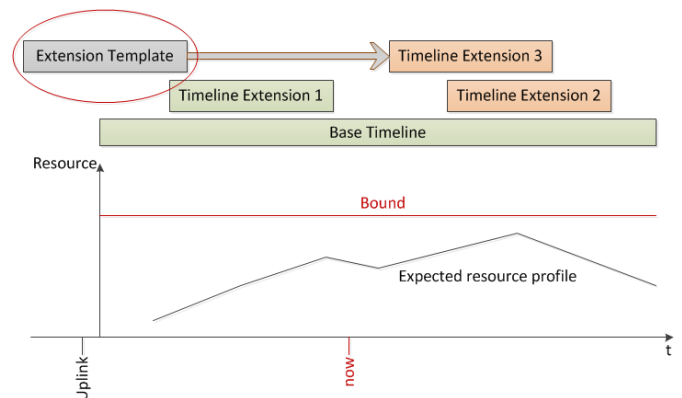 Extension Template
Timeline Extension 3
Timeline Extension 1
Timeline Extension 2
Base Timeline
Resource
Bound
Expected resource profile
t
Uplink
now